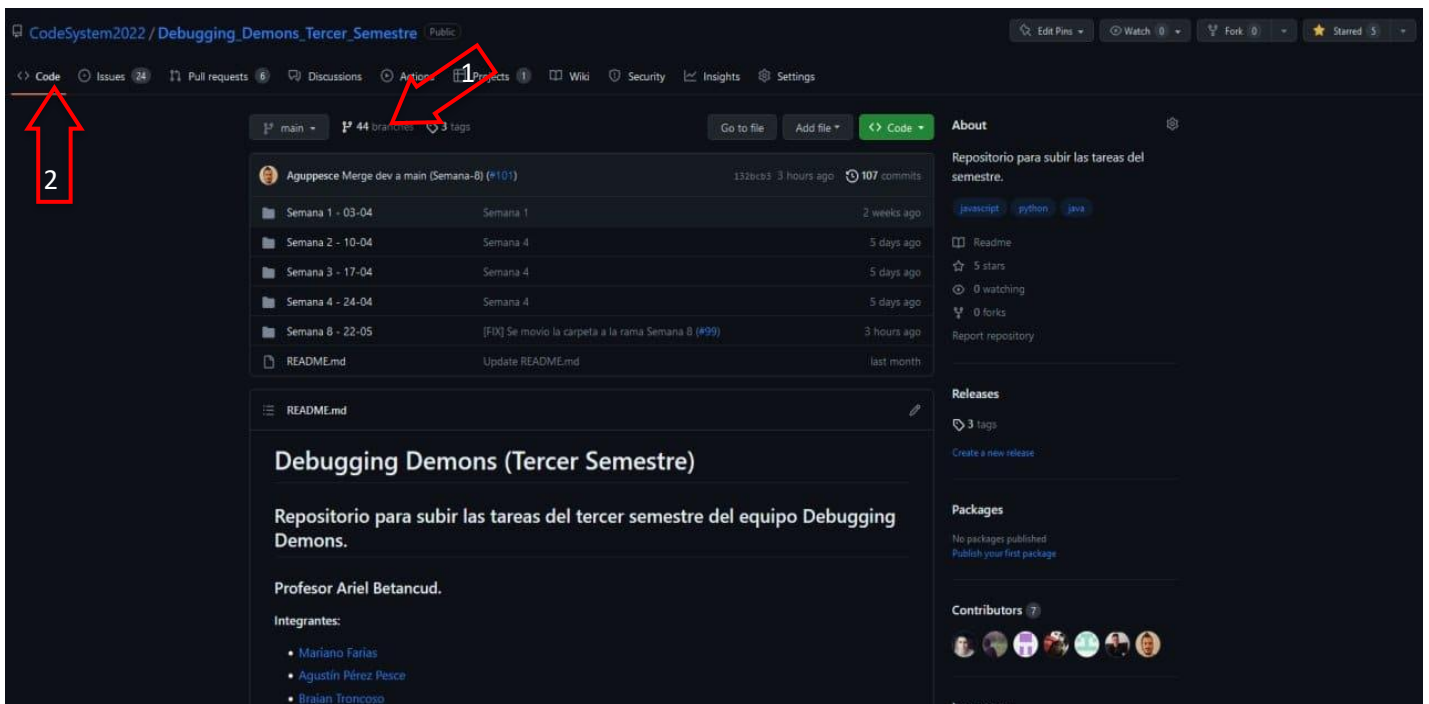 CodeSystem2022 / Debugging_Demons_Tercer_Semestre Public
Edit Pins Watch 0 Fork 0 Starred 5
<> Code Issues 24 Pull requests 6 Discussions Actions Projects 1 Wiki Security Insights Settings
1
2
main 44 branches 3 tags Go to file Add file <> Code
Aguppesce Merge dev a main (Semana-8) (#101) 132bcb3 3 hours ago 107 commits
Semana 1 - 03-04 Semana 1 2 weeks ago
Semana 2 - 10-04 Semana 4 5 days ago
Semana 3 - 17-04 Semana 4 5 days ago
Semana 4 - 24-04 Semana 4 5 days ago
Semana 8 - 22-05 [FIX] Se movio la carpeta a la rama Semana 8 (#99) 3 hours ago
README.md Update README.md last month
README.md
Debugging Demons (Tercer Semestre)
Repositorio para subir las tareas del tercer semestre del equipo Debugging
Demons.
Profesor Ariel Betancud.
Integrantes:
• Mariano Farias
• Agustín Pérez Pesce
• Braian Troncoso
About
Repositorio para subir las tareas del
semestre.
javascript python java
Readme
5 stars
0 watching
0 forks
Report repository
Releases
3 tags
Create a new release
Packages
No packages published
Publish your first package
Contributors 7